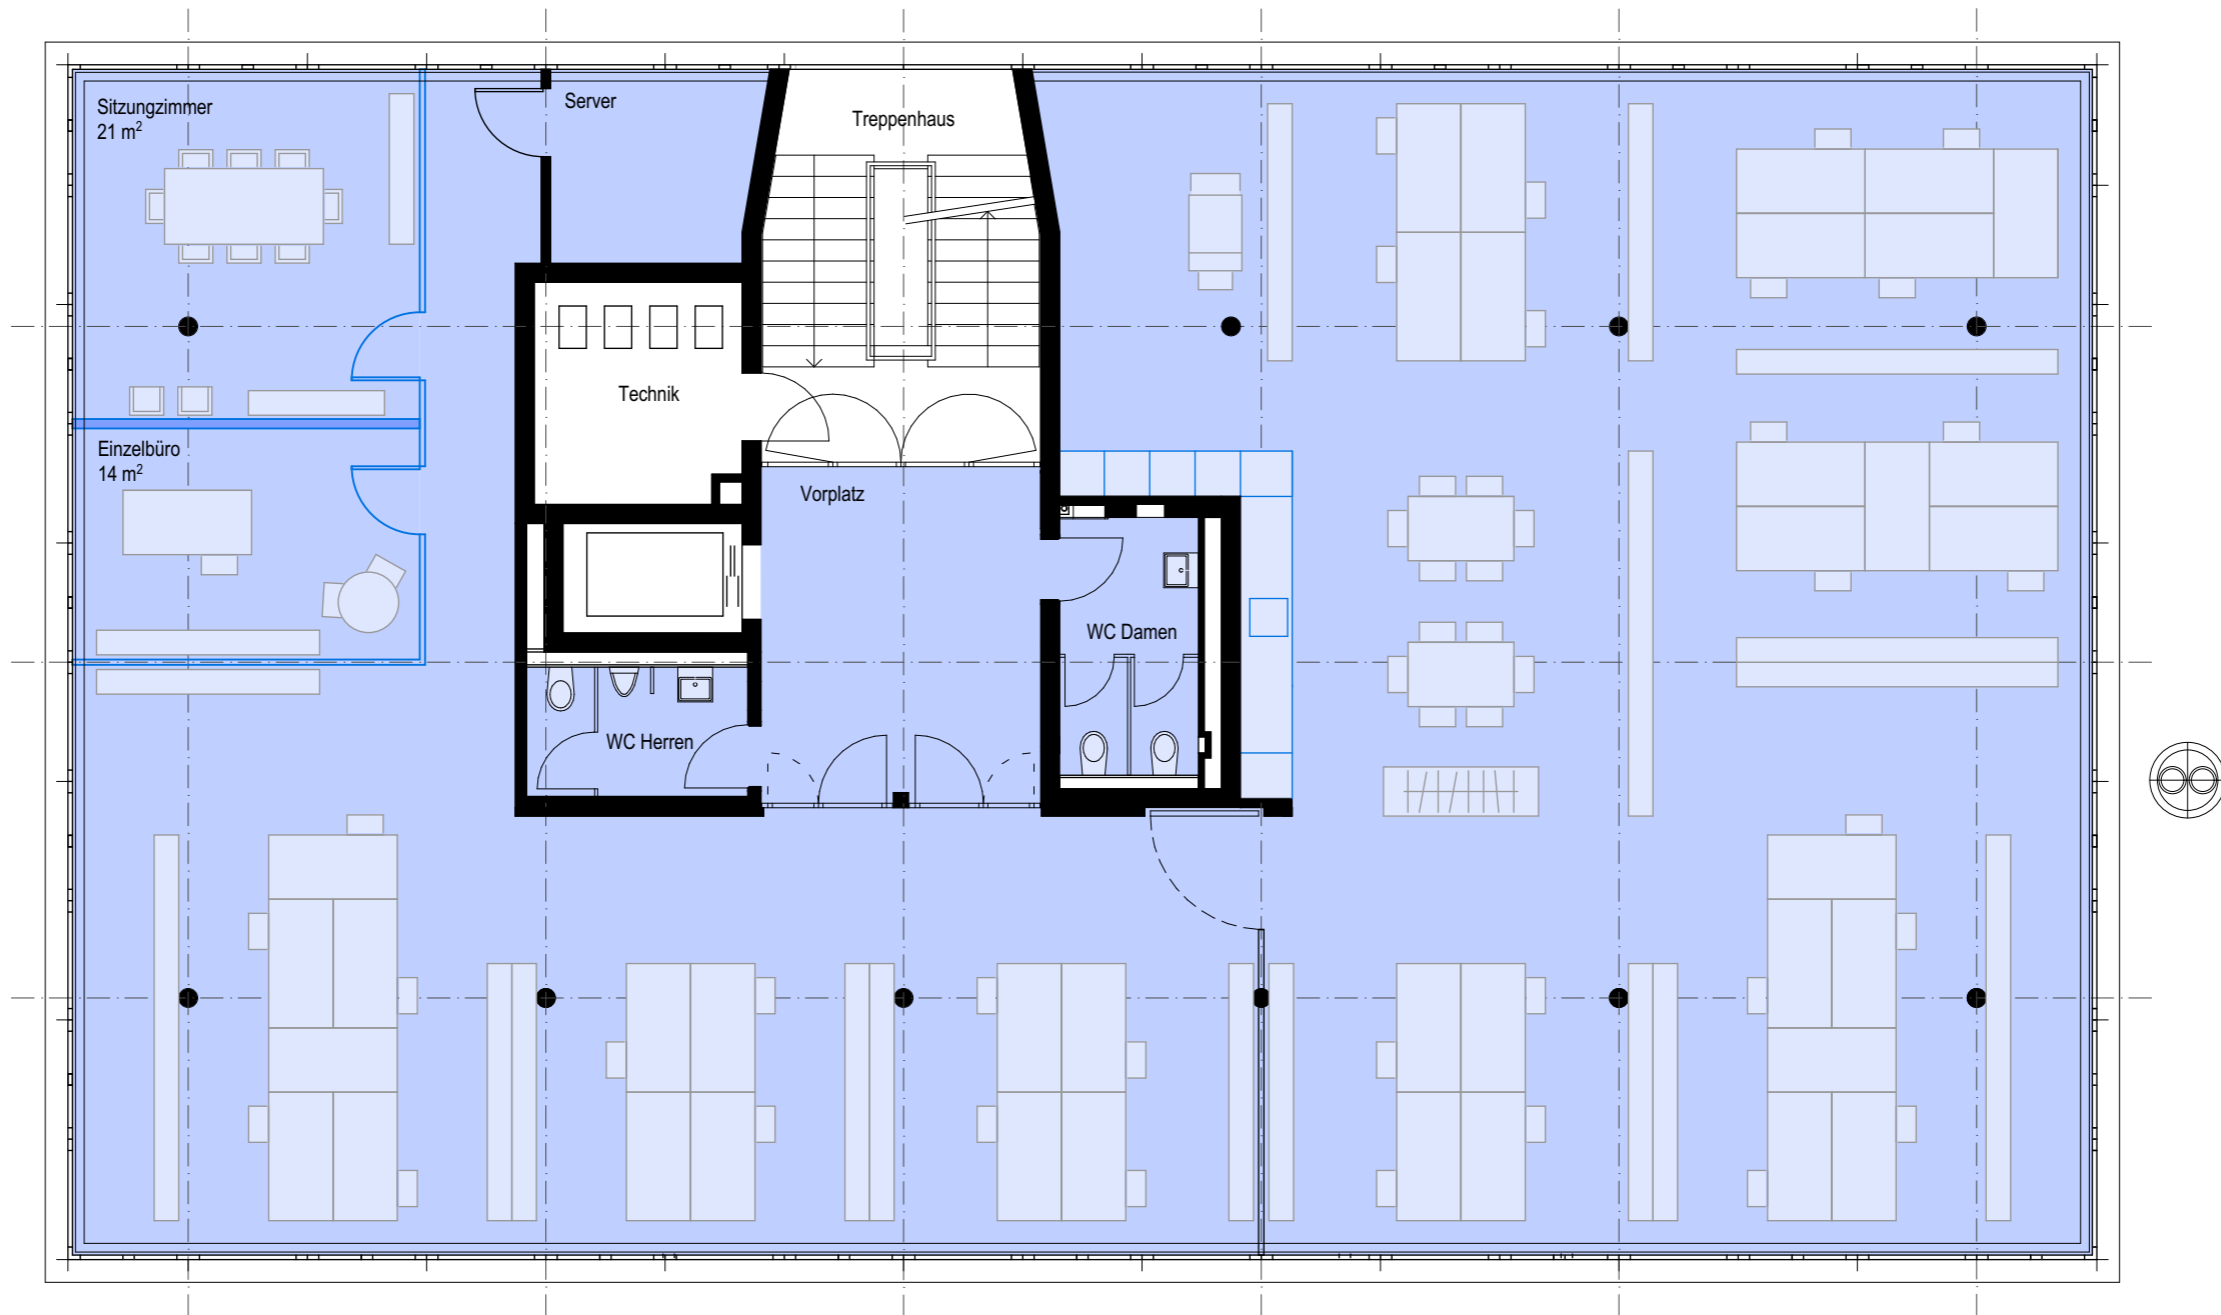 Sitzungzimmer
21 m²
Server
Treppenhaus
Technik
Einzelbüro
14 m²
Vorplatz
WC Damen
WC Herren